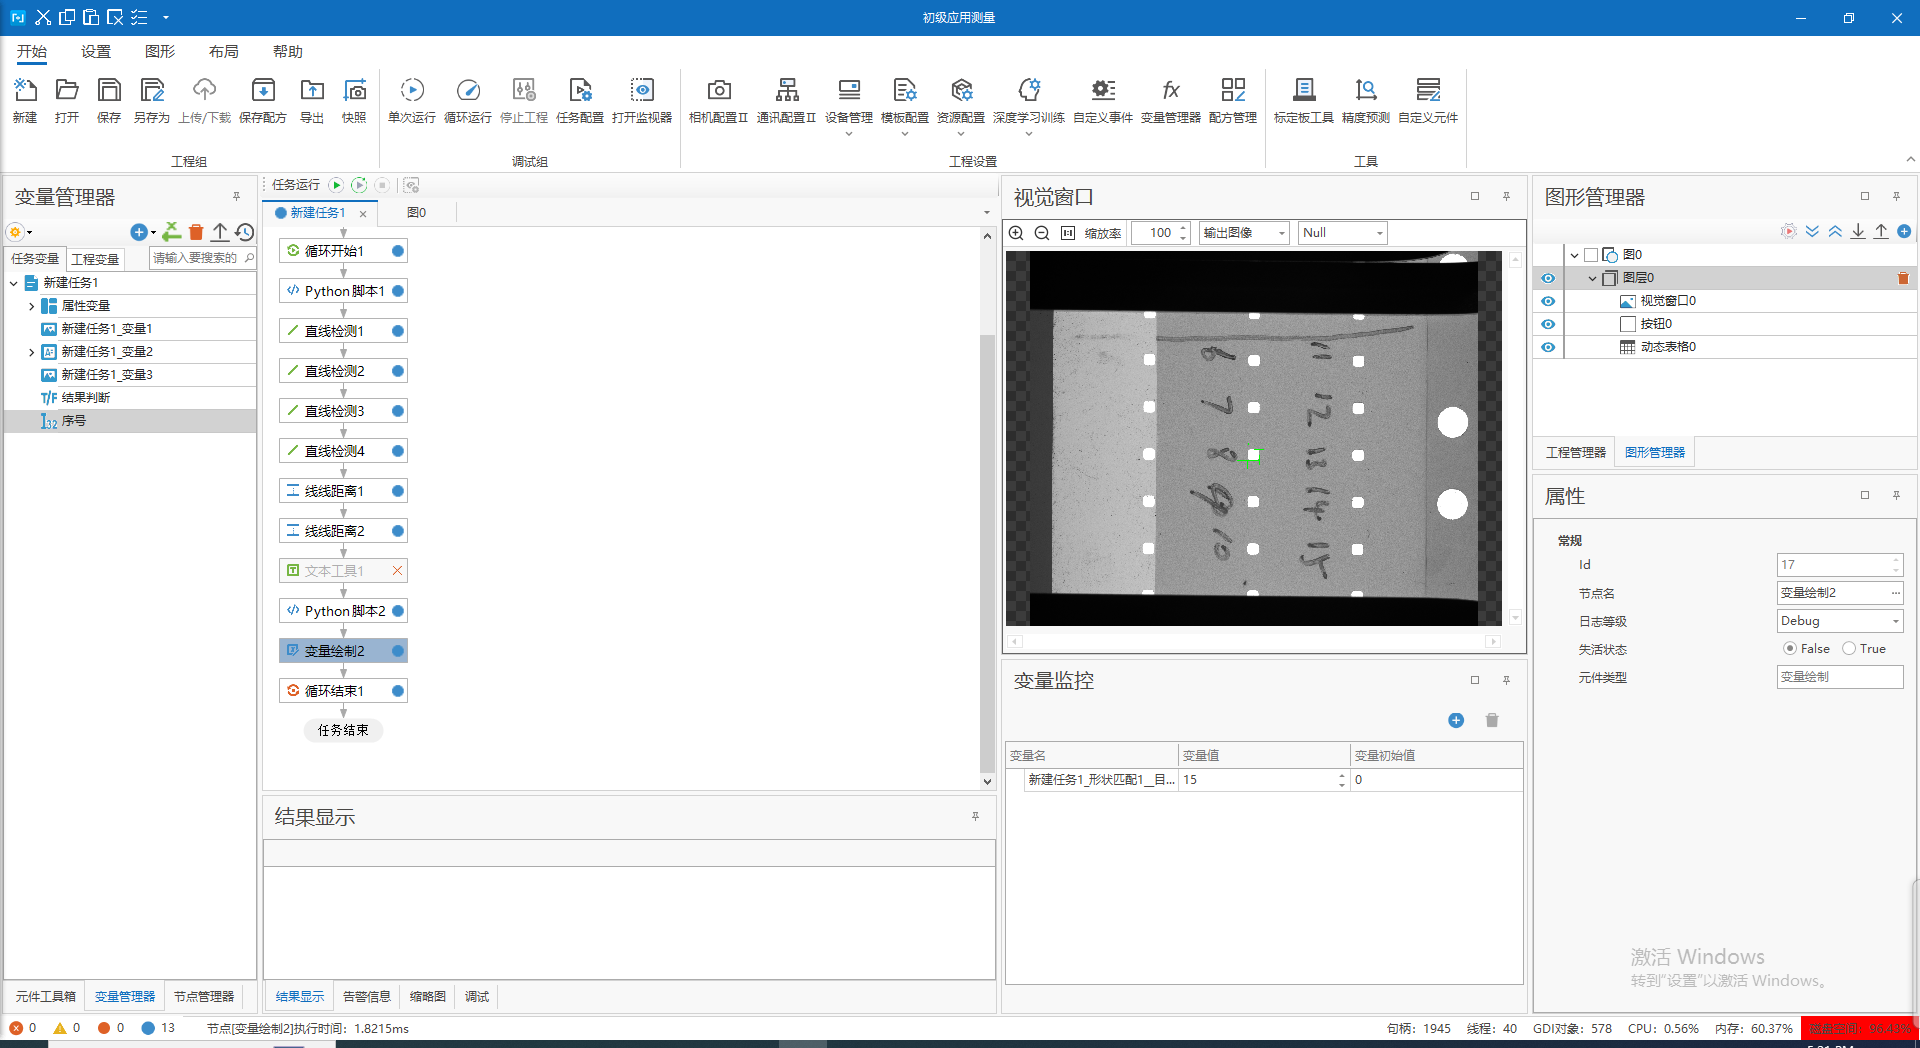 初级应用测量
开始 设置 图形 布局 帮助
新建 打开 保存 另存为 上传/下载 保存配方 导出 快照
工程组
单次运行 循环运行 停止工程 任务配置 打开监视器
调试组
相机配置II 通讯配置II 设备管理 模板配置 资源配置 深度学习训练 自定义事件 变量管理器 配方管理
工程设置
标定板工具 精度预测 自定义元件
工具
变量管理器
任务变量 工程变量 请输入要搜索的
新建任务1
属性变量
新建任务1_变量1
新建任务1_变量2
新建任务1_变量3
T/F 结果判断
I32 序号
元件工具箱 变量管理器 节点管理器
任务运行
新建任务1 图0
循环开始1
Python 脚本1
直线检测1
直线检测2
直线检测3
直线检测4
线线距离1
线线距离2
文本工具1
Python 脚本2
变量绘制2
循环结束1
任务结束
结果显示
结果显示 告警信息 缩略图 调试
视觉窗口
缩放率 100 输出图像 Null
6 11
7 12
8 13
9 14
10 15
变量监控
变量名 变量值 变量初始值
新建任务1_形状匹配1__目... 15 0
图形管理器
图0
图层0
视觉窗口0
按钮0
动态表格0
工程管理器 图形管理器
属性
常规
Id 17
节点名 变量绘制2
日志等级 Debug
失活状态 False True
元件类型 变量绘制
激活 Windows
转到“设置”以激活 Windows。
0 0 0 13 节点[变量绘制2]执行时间：1.8215ms
句柄：1945 线程：40 GDI对象：578 CPU：0.56% 内存：60.37%